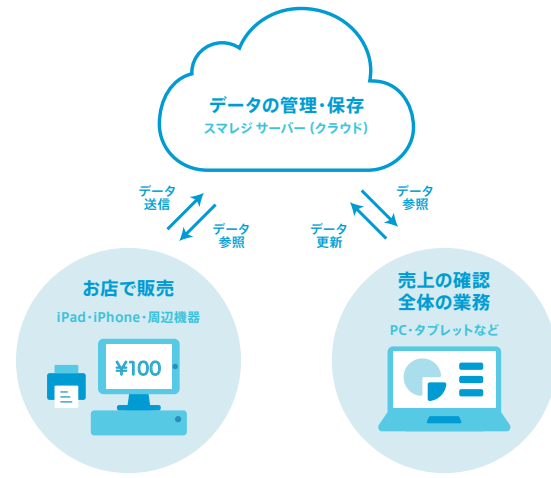 データの管理・保存
スマレジ サーバー（クラウド）
データ
送信
データ
参照
データ
更新
データ
参照
お店で販売
iPad・iPhone・周辺機器
¥100
売上の確認
全体の業務
PC・タブレットなど